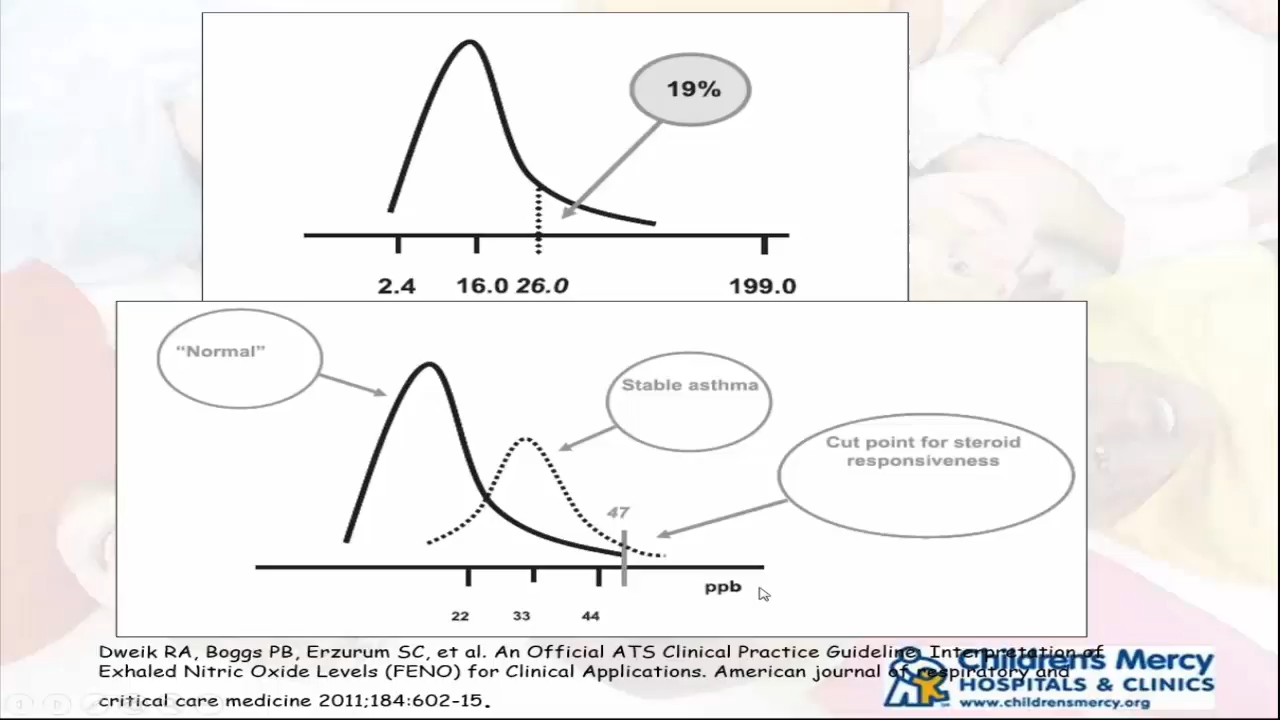 19%
2.4 16.0 26.0 199.0
“Normal”
Stable asthma
Cut point for steroid
responsiveness
47
ppb
22 33 44
Dweik RA, Boggs PB, Erzurum SC, et al. An Official ATS Clinical Practice Guideline: Interpretation of
Exhaled Nitric Oxide Levels (FENO) for Clinical Applications. American journal of respiratory and
critical care medicine 2011;184:602-15.
Children's Mercy
HOSPITALS & CLINICS
www.childrensmercy.org